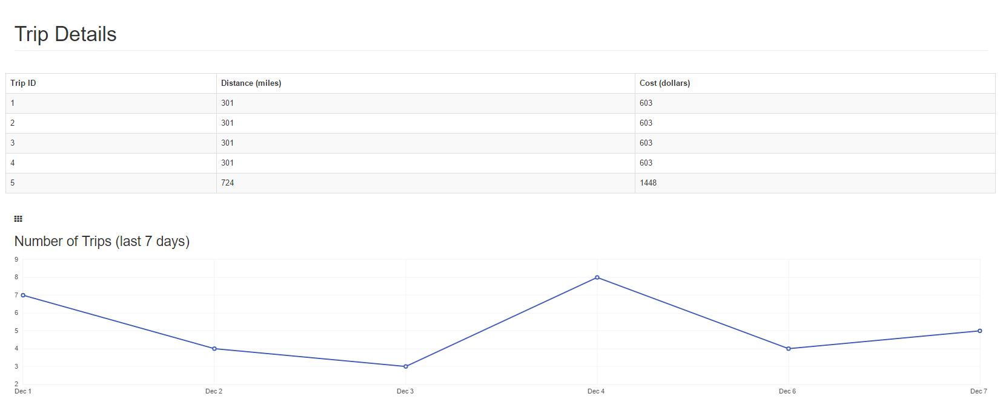 Trip Details
Trip ID Distance (miles) Cost (dollars)
1 301 603
2 301 603
3 301 603
4 301 603
5 724 1448
Number of Trips (last 7 days)
9
8
7
6
5
4
3
2
Dec 1 Dec 2 Dec 3 Dec 4 Dec 6 Dec 7